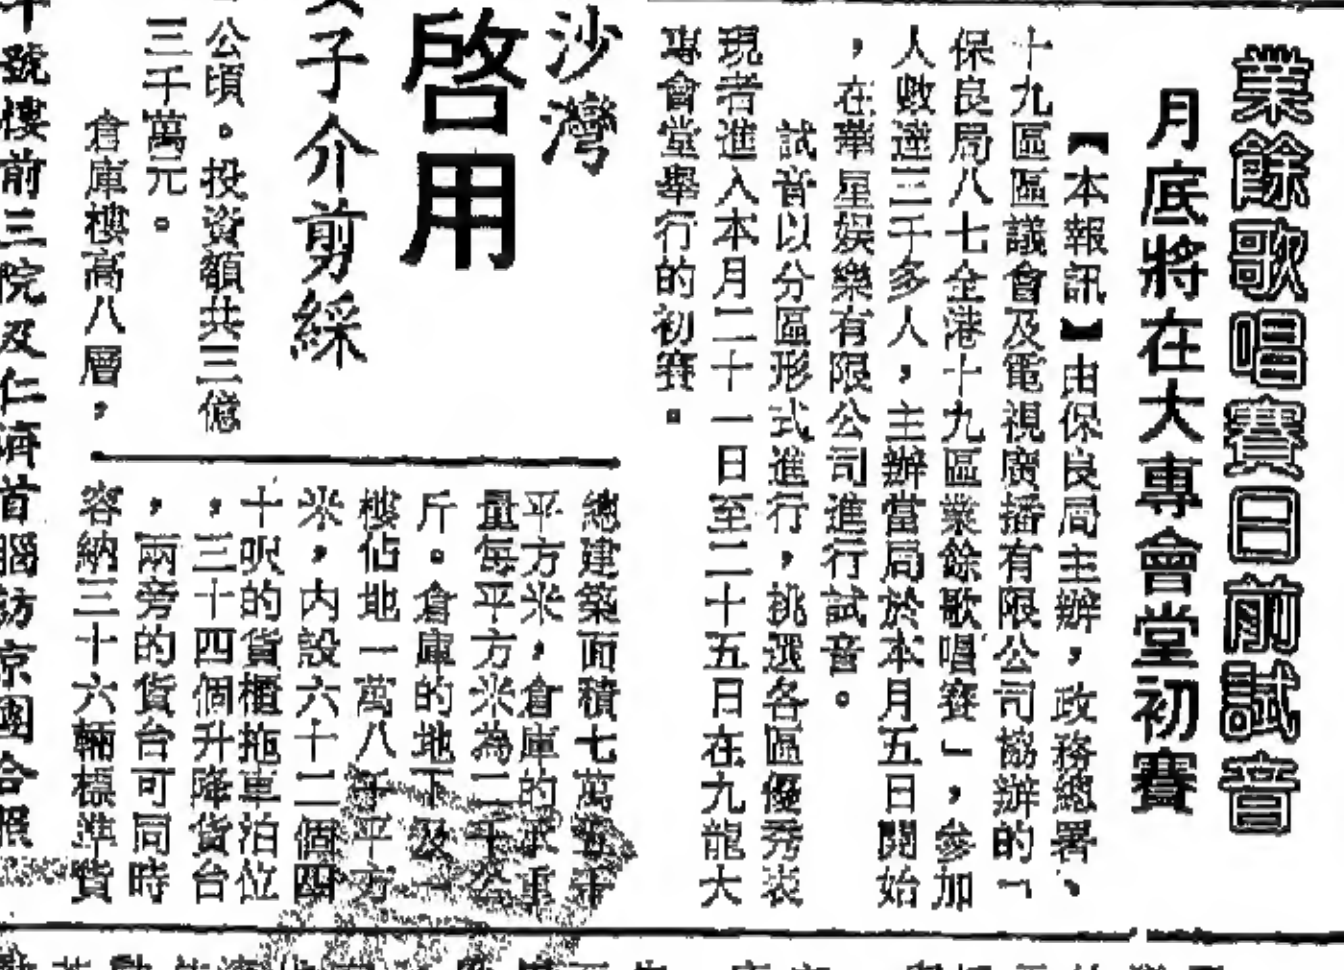 業餘歌唱賽日前試音
月底將在大專會堂初賽
【本報訊】由保良局主辦,政務總署、
十九區區議會及電視廣播有限公司協辦的「
保良局八七全港十九區業餘歌唱賽」,參加
人數達三千多人,主辦當局於本月五日開始
,在華星娛樂有限公司進行試音。
試音以分區形式進行,挑選各區優秀表
現者進入本月二十一日至二十五日在九龍大
專會堂舉行的初賽。
沙灣
啓用
子介剪綵
公頃。投資額共三億
三千萬元。
倉庫樓高八層,
總建築面積七萬五千
平方米,倉庫的承重
量每平方米為二千公
斤。倉庫的地下及一
樓佔地一萬八千平方
米,內設六十二個四
十呎的貨櫃拖車泊位
,三十四個升降貨台
,兩旁的貨台可同時
容納三十六輛標準貨
號樓前三院及仁濟首腦訪京團合照